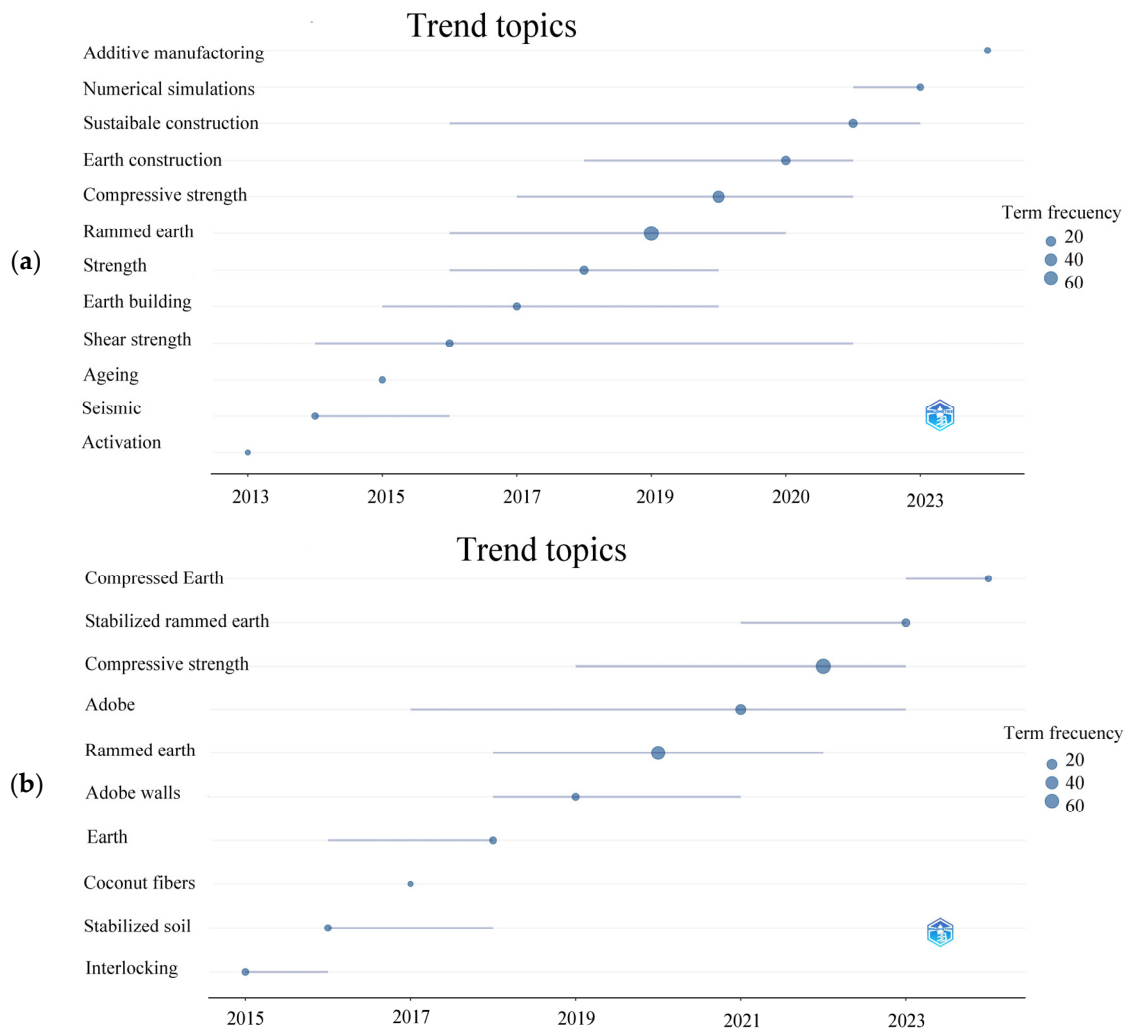 Trend topics
Additive manufactoring
Numerical simulations
Sustaibale construction
Earth construction
Compressive strength
Rammed earth
Strength
Earth building
Shear strength
Ageing
Seismic
Activation
(a)
Term frecuency
20
40
60
2013 2015 2017 2019 2020 2023
Trend topics
Compressed Earth
Stabilized rammed earth
Compressive strength
Adobe
Rammed earth
Adobe walls
Earth
Coconut fibers
Stabilized soil
Interlocking
(b)
Term frecuency
20
40
60
2015 2017 2019 2021 2023